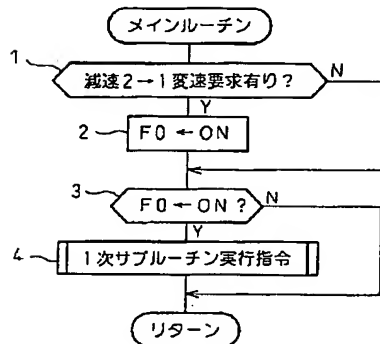 メインルーチン
1
減速2→1変速要求有り?
N
Y
2
F0←ON
3
F0←ON?
N
Y
4
1次サブルーチン実行指令
リターン